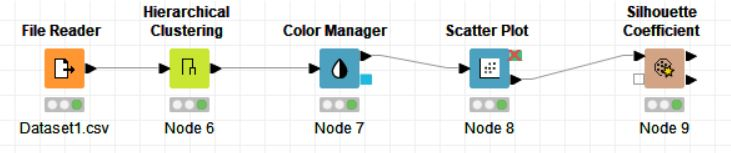 File Reader
Hierarchical
Clustering
Color Manager
Scatter Plot
Silhouette
Coefficient
Dataset1.csv
Node 6
Node 7
Node 8
Node 9